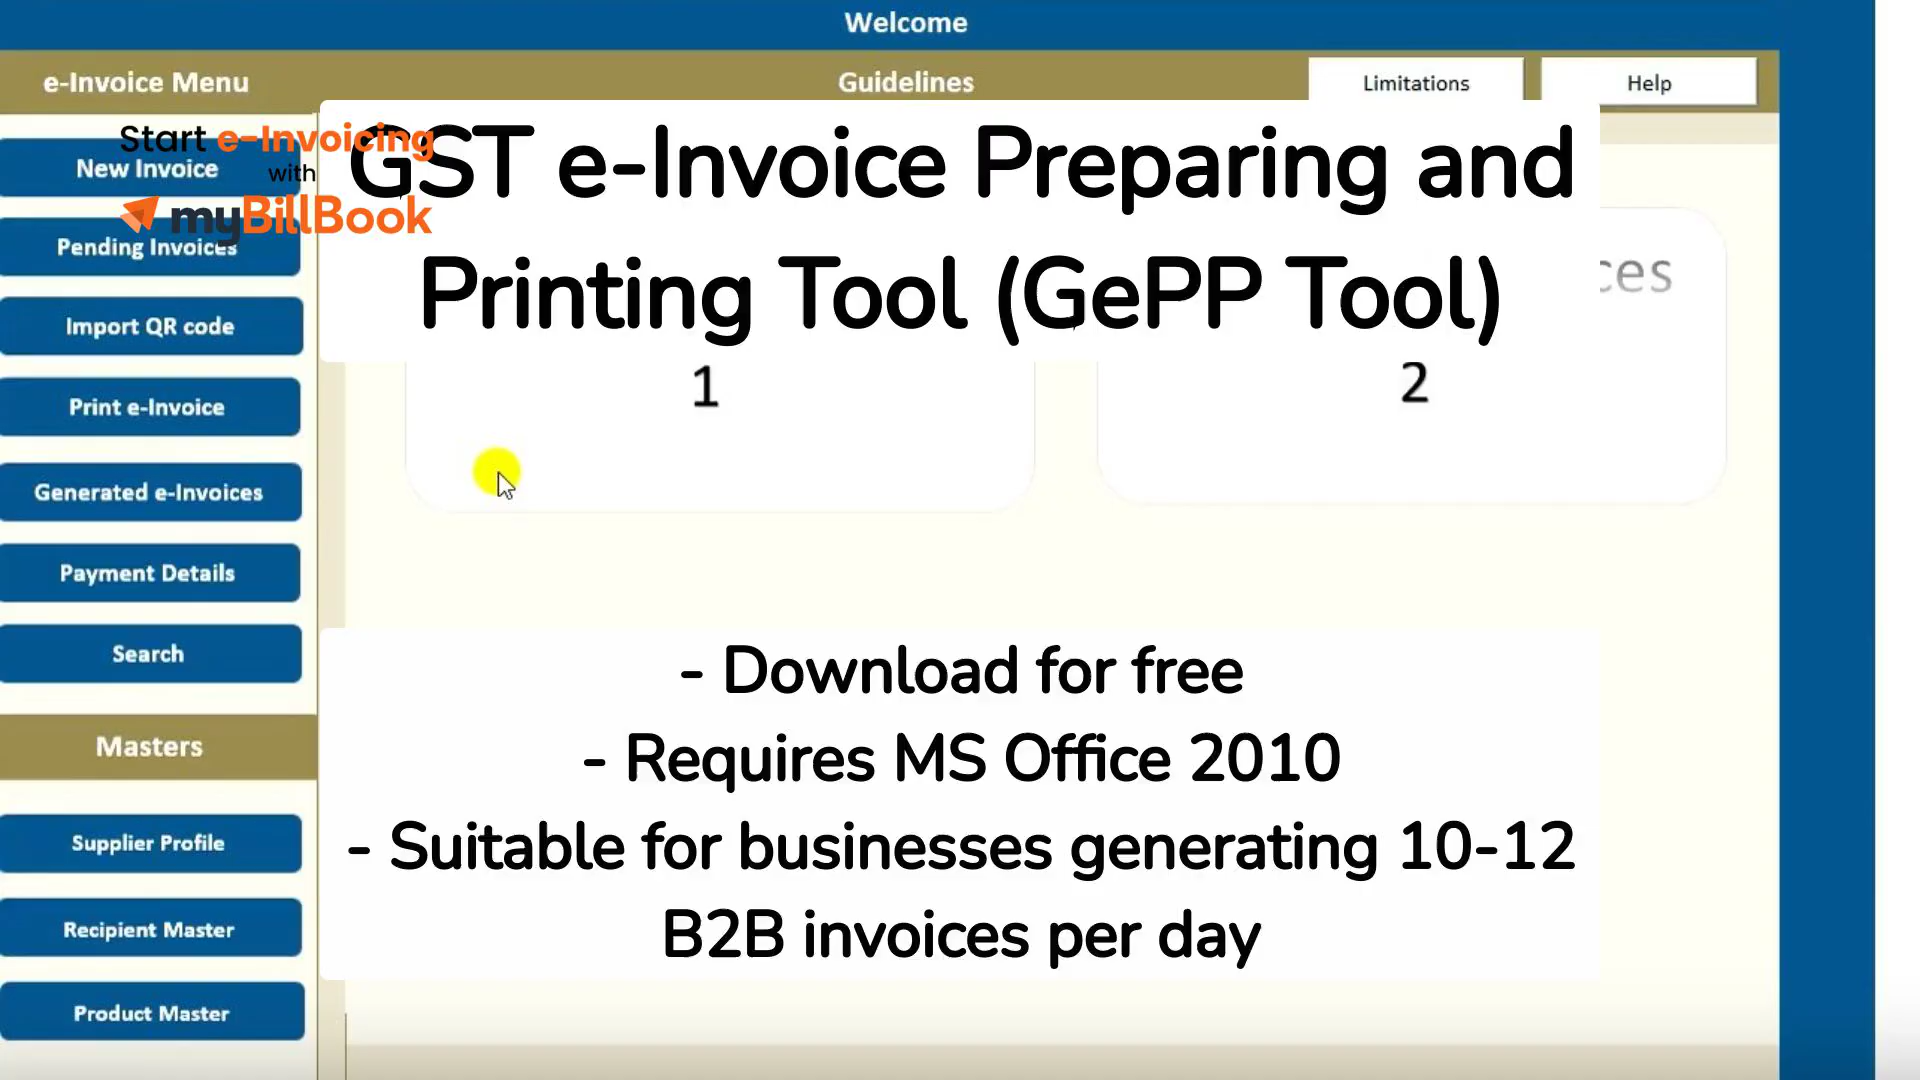 Welcome
e-Invoice Menu
Guidelines
Limitations
Help
Start e-Invoicing
with
myBillBook
GST e-Invoice Preparing and
Printing Tool (GePP Tool)
New Invoice
Pending Invoices
Import QR code
Print e-Invoice
Generated e-Invoices
Payment Details
Search
1
2
Masters
Supplier Profile
Recipient Master
Product Master
- Download for free
- Requires MS Office 2010
- Suitable for businesses generating 10-12
B2B invoices per day